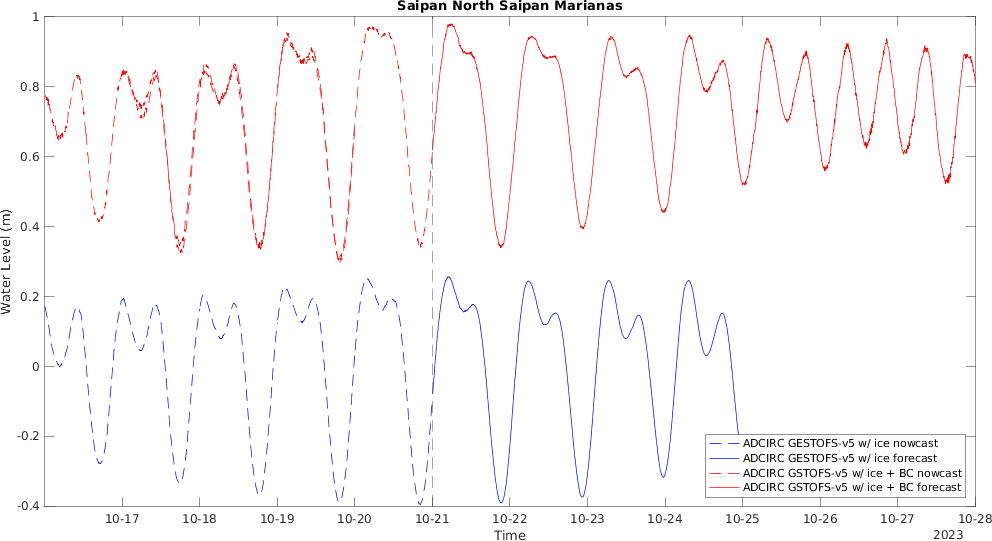 Saipan North Saipan Marianas
1
0.8
0.6
0.4
0.2
0
-0.2
-0.4
Water Level (m)
ADCIRC GESTOFS-v5 w/ ice nowcast
ADCIRC GESTOFS-v5 w/ ice forecast
ADCIRC GSTOFS-v5 w/ ice + BC nowcast
ADCIRC GSTOFS-v5 w/ ice + BC forecast
10-17 10-18 10-19 10-20 10-21 10-22 10-23 10-24 10-25 10-26 10-27 10-28
Time
2023